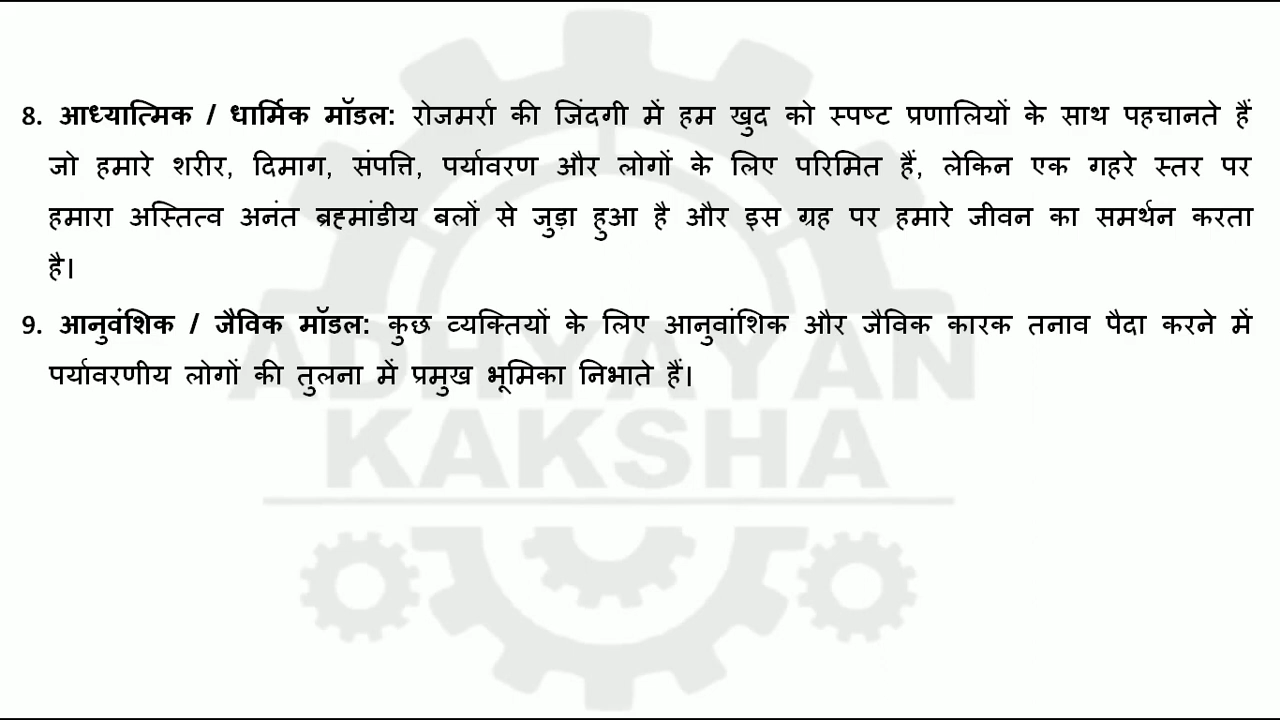 8. आध्यात्मिक / धार्मिक मॉडल: रोजमर्रा की जिंदगी में हम खुद को स्पष्ट प्रणालियों के साथ पहचानते हैं
जो हमारे शरीर, दिमाग, संपत्ति, पर्यावरण और लोगों के लिए परिमित हैं, लेकिन एक गहरे स्तर पर
हमारा अस्तित्व अनंत ब्रह्मांडीय बलों से जुड़ा हुआ है और इस ग्रह पर हमारे जीवन का समर्थन करता
है।
9. आनुवंशिक / जैविक मॉडल: कुछ व्यक्तियों के लिए आनुवांशिक और जैविक कारक तनाव पैदा करने में
पर्यावरणीय लोगों की तुलना में प्रमुख भूमिका निभाते हैं।
ADHYAYAN
KAKSHA